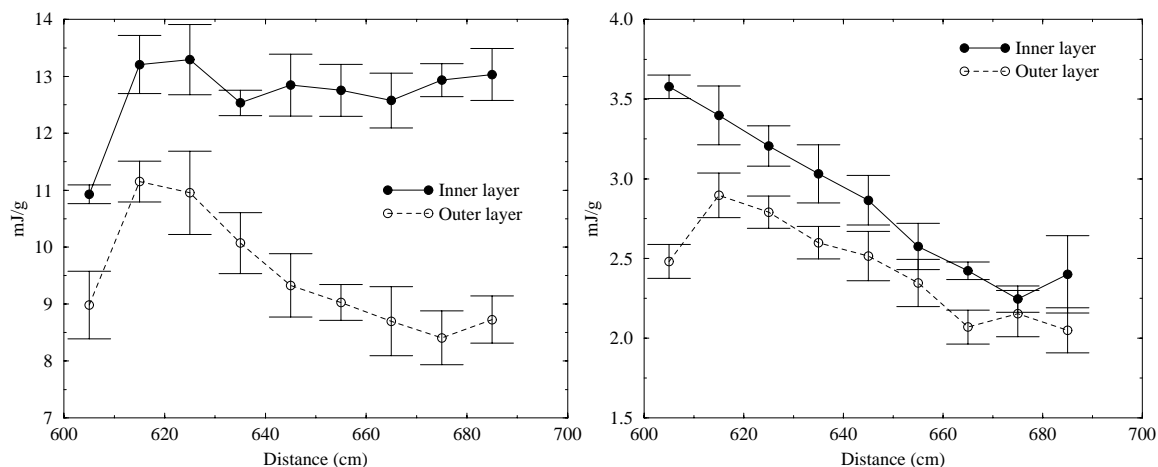 14
13
12
11
10
9
8
7
mJ/g
Inner layer
Outer layer
600 620 640 660 680 700
Distance (cm)
4.0
3.5
3.0
2.5
2.0
1.5
mJ/g
Inner layer
Outer layer
600 620 640 660 680 700
Distance (cm)